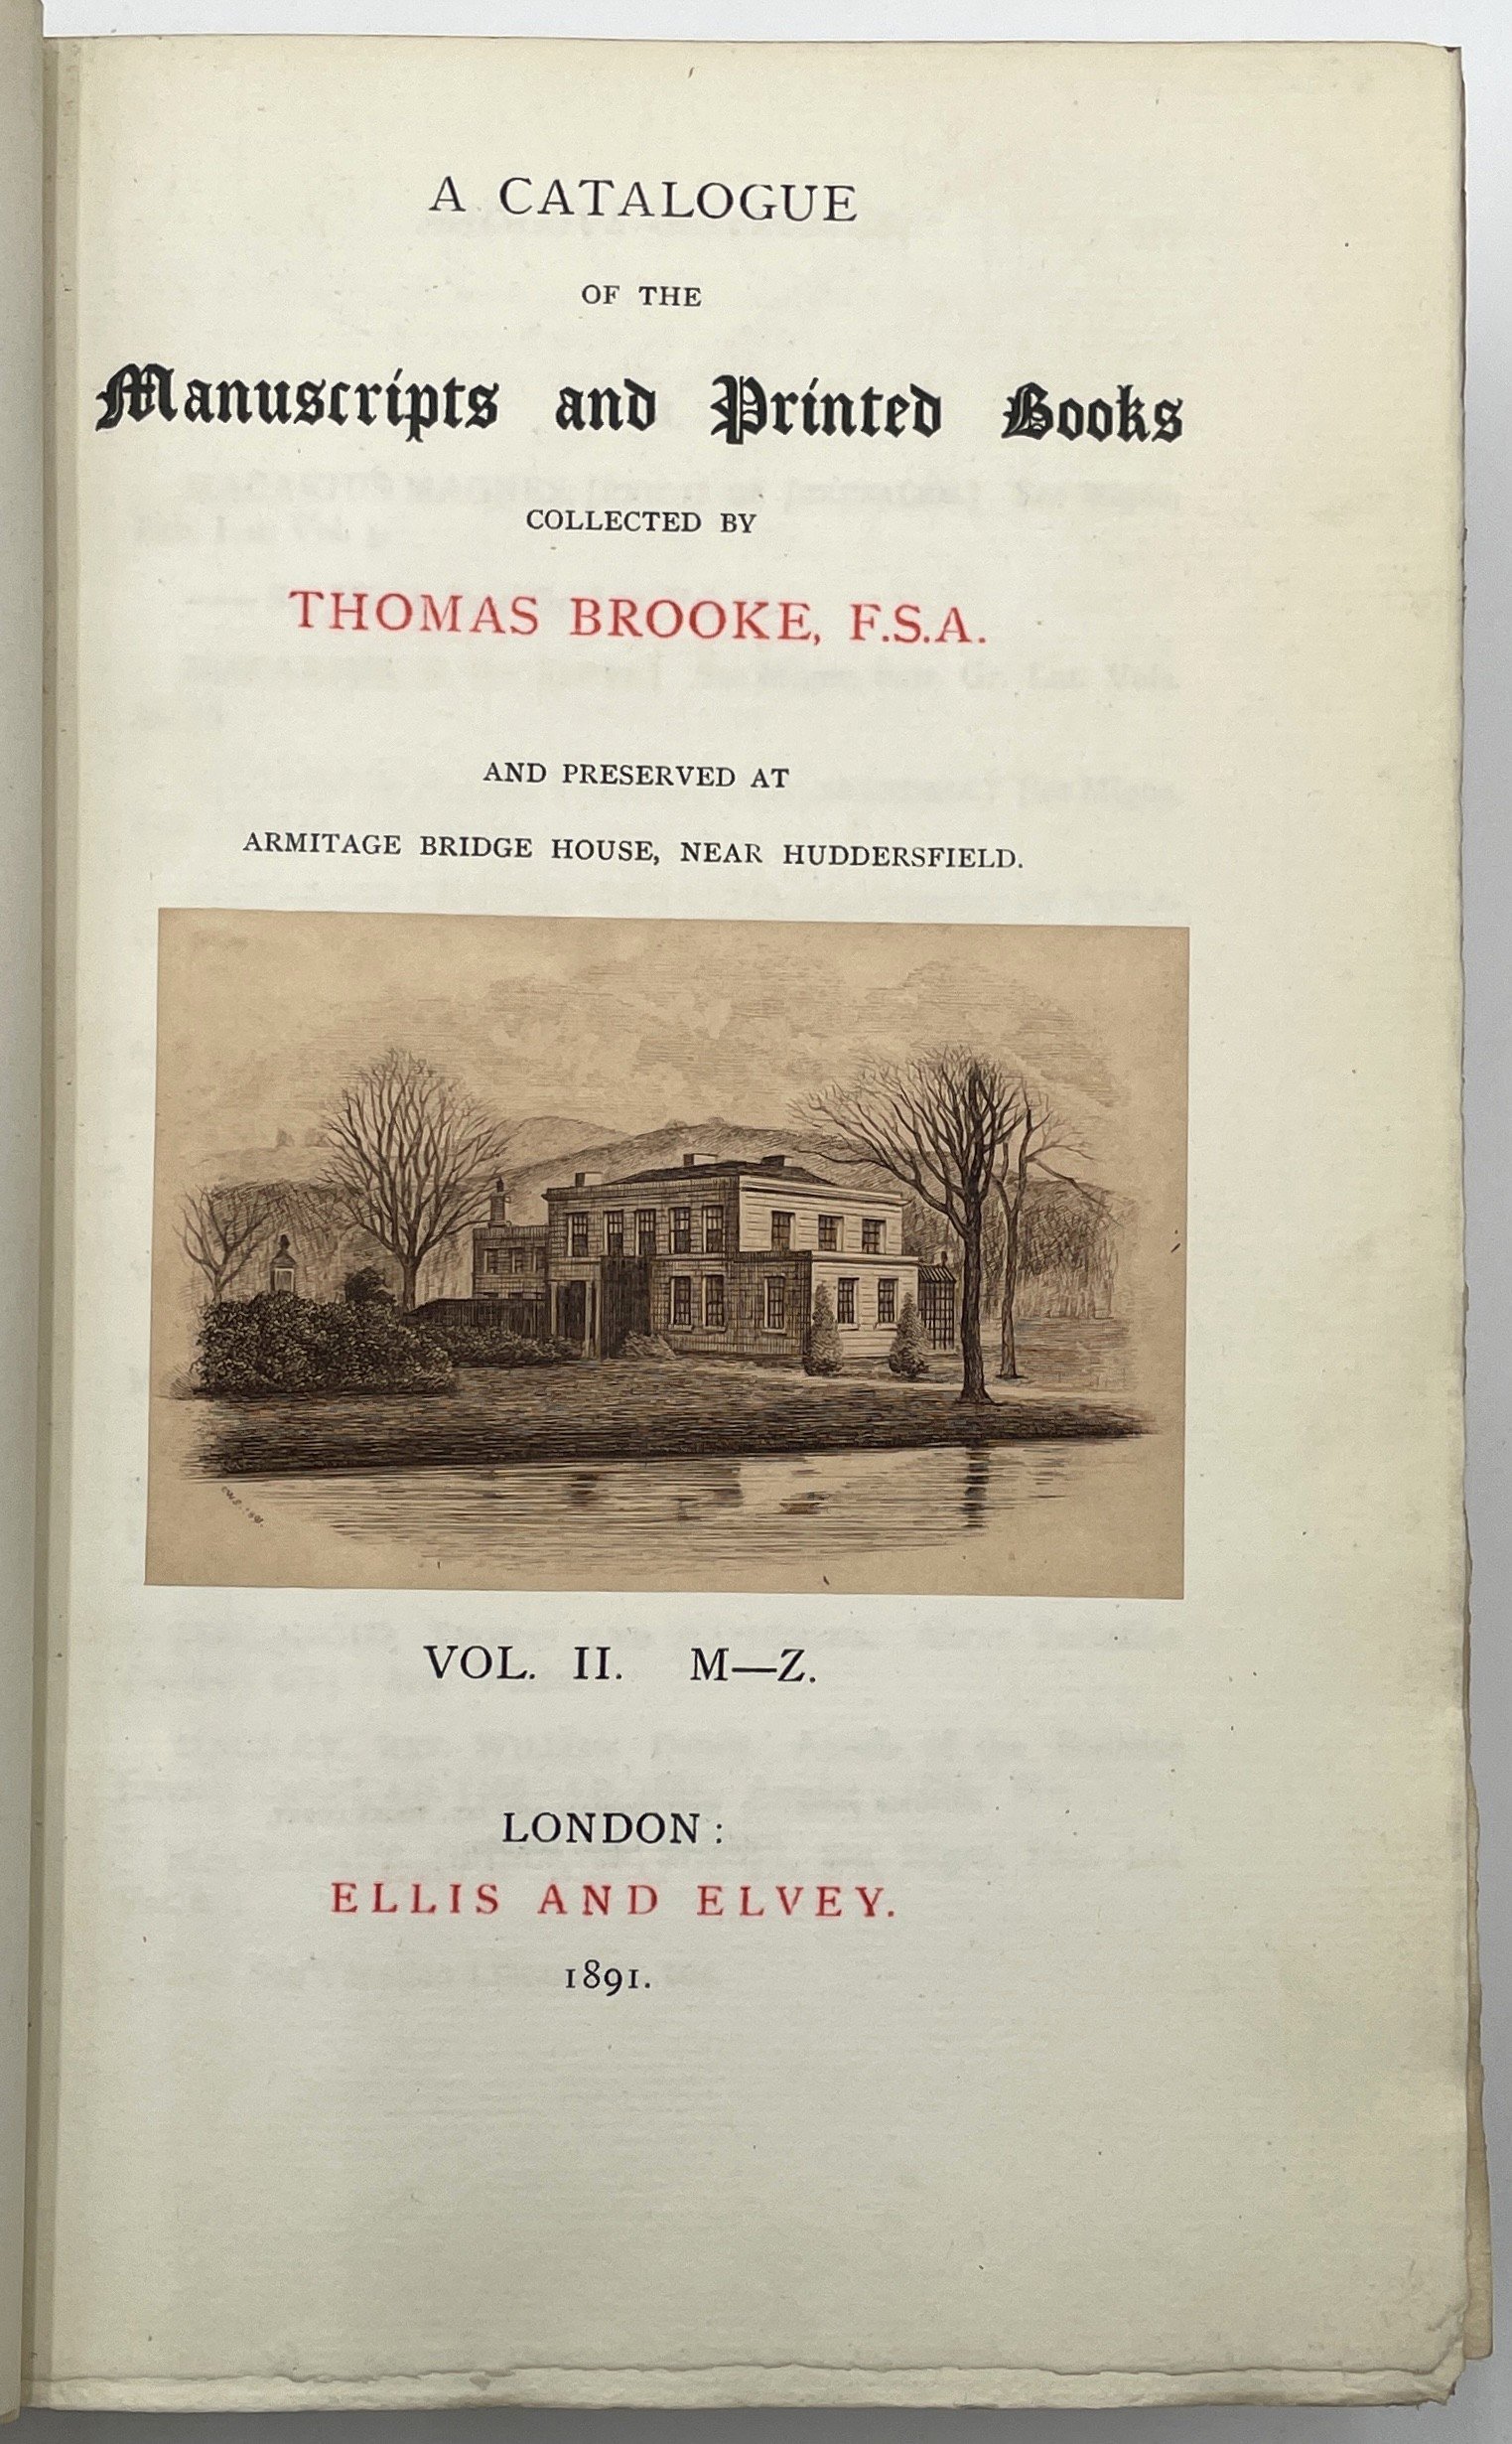 A CATALOGUE
OF THE
Manuscripts and Printed Books
COLLECTED BY
THOMAS BROOKE, F.S.A.
AND PRESERVED AT
ARMITAGE BRIDGE HOUSE, NEAR HUDDERSFIELD.
VOL. II. M—Z.
LONDON:
ELLIS AND ELVEY.
1891.